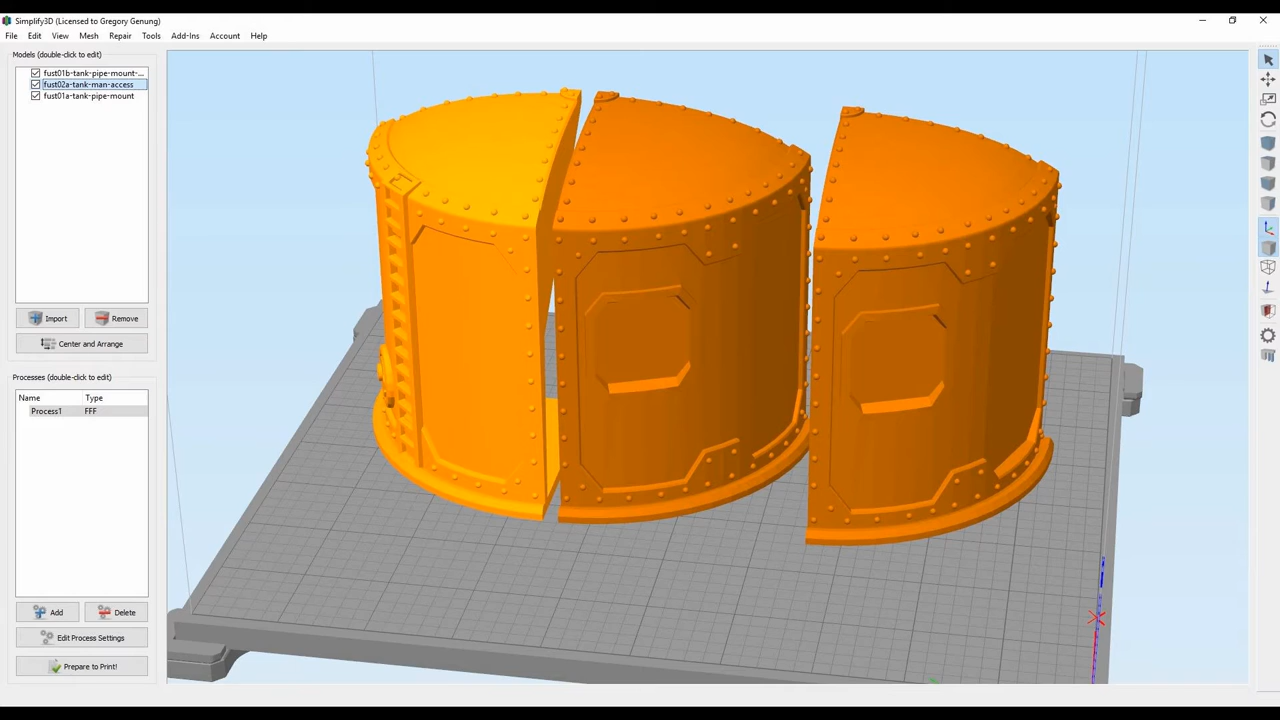 Simplify3D (Licensed to Gregory Genung)
File Edit View Mesh Repair Tools Add-Ins Account Help
Models (double-click to edit)
fust01b-tank-pipe-mount-...
fust02a-tank-man-access
fust01a-tank-pipe-mount
Import Remove
Center and Arrange
Processes (double-click to edit)
Name Type
Process1 FFF
Add Delete
Edit Process Settings
Prepare to Print!